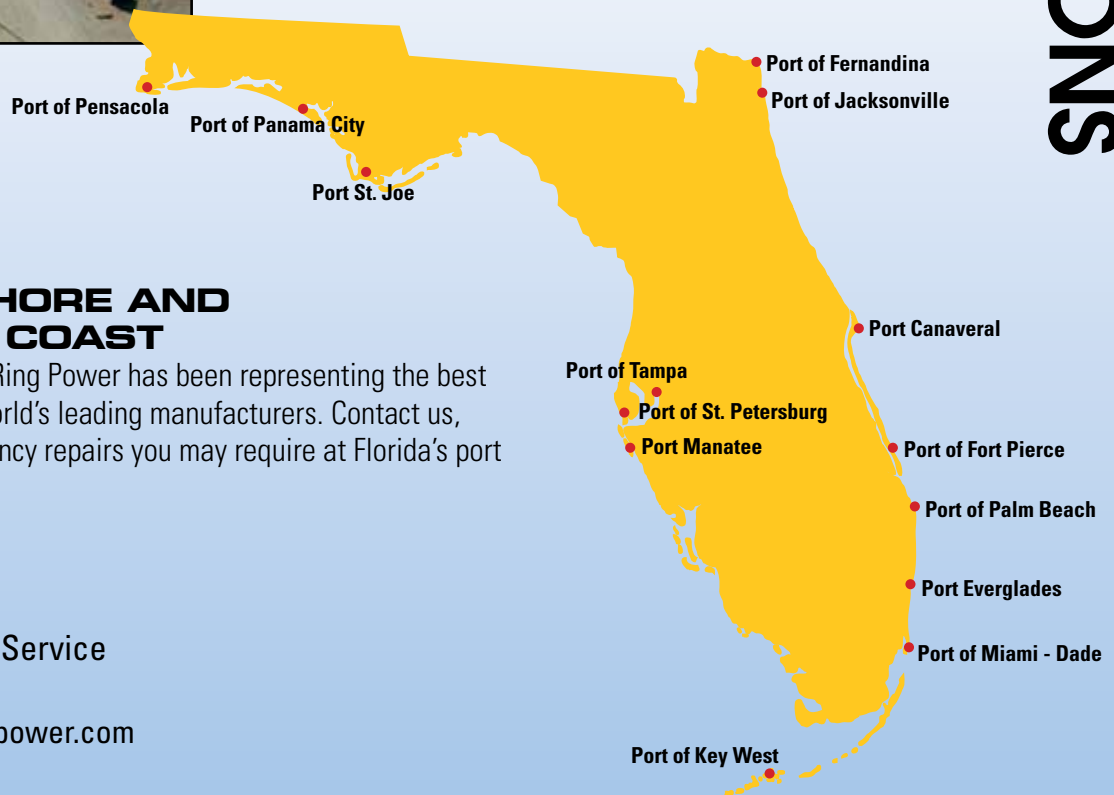 Port of Fernandina
Port of Jacksonville
Port of Pensacola
Port of Panama City
Port St. Joe
HORE AND
COAST
Ring Power has been representing the best
orld's leading manufacturers. Contact us,
ncy repairs you may require at Florida's port
Port Canaveral
Port of Tampa
Port of St. Petersburg
Port Manatee
Port of Fort Pierce
Port of Palm Beach
Port Everglades
Port of Miami - Dade
Service
power.com
Port of Key West
ONS